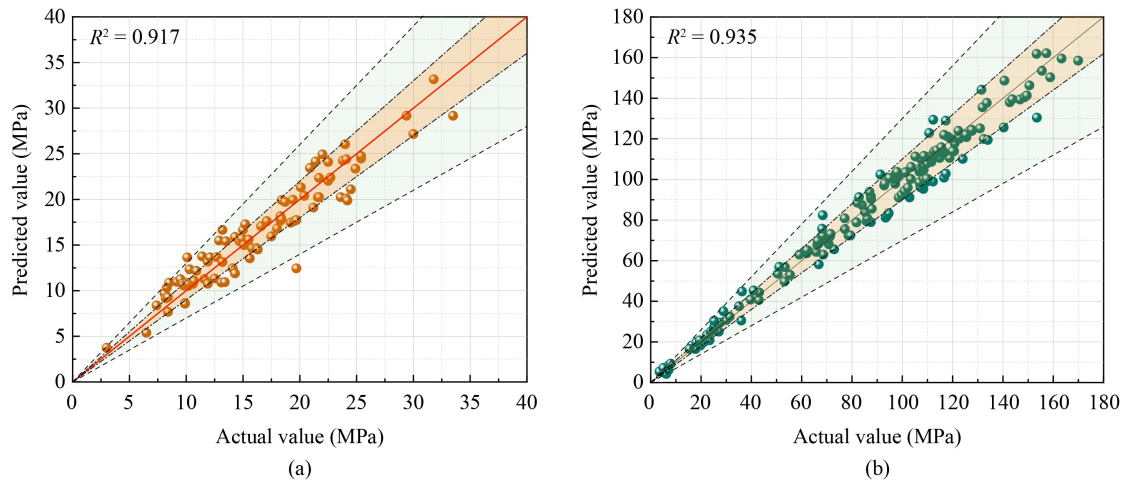 R² = 0.917
Predicted value (MPa)
40
35
30
25
20
15
10
5
0
0 5 10 15 20 25 30 35 40
Actual value (MPa)
(a)
R² = 0.935
Predicted value (MPa)
180
160
140
120
100
80
60
40
20
0
0 20 40 60 80 100 120 140 160 180
Actual value (MPa)
(b)